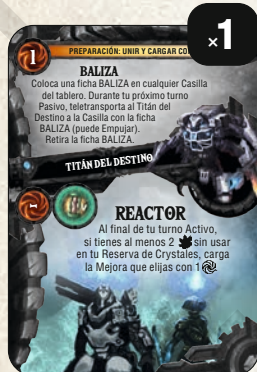 ×1
1
PREPARACIÓN: UNIR Y CARGAR
BALIZA
Coloca una ficha BALIZA en cualquier Casilla
del tablero. Durante tu próximo turno
Pasivo, teletransporta al Titán del
Destino a la Casilla con la ficha
BALIZA (puede Empujar).
Retira la ficha BALIZA.
TITÁN DEL DESTINO
1
REACTOR
Al final de tu turno Activo,
si tienes al menos 2 sin usar
en tu Reserva de Crystales, carga
la Mejora que elijas con 1